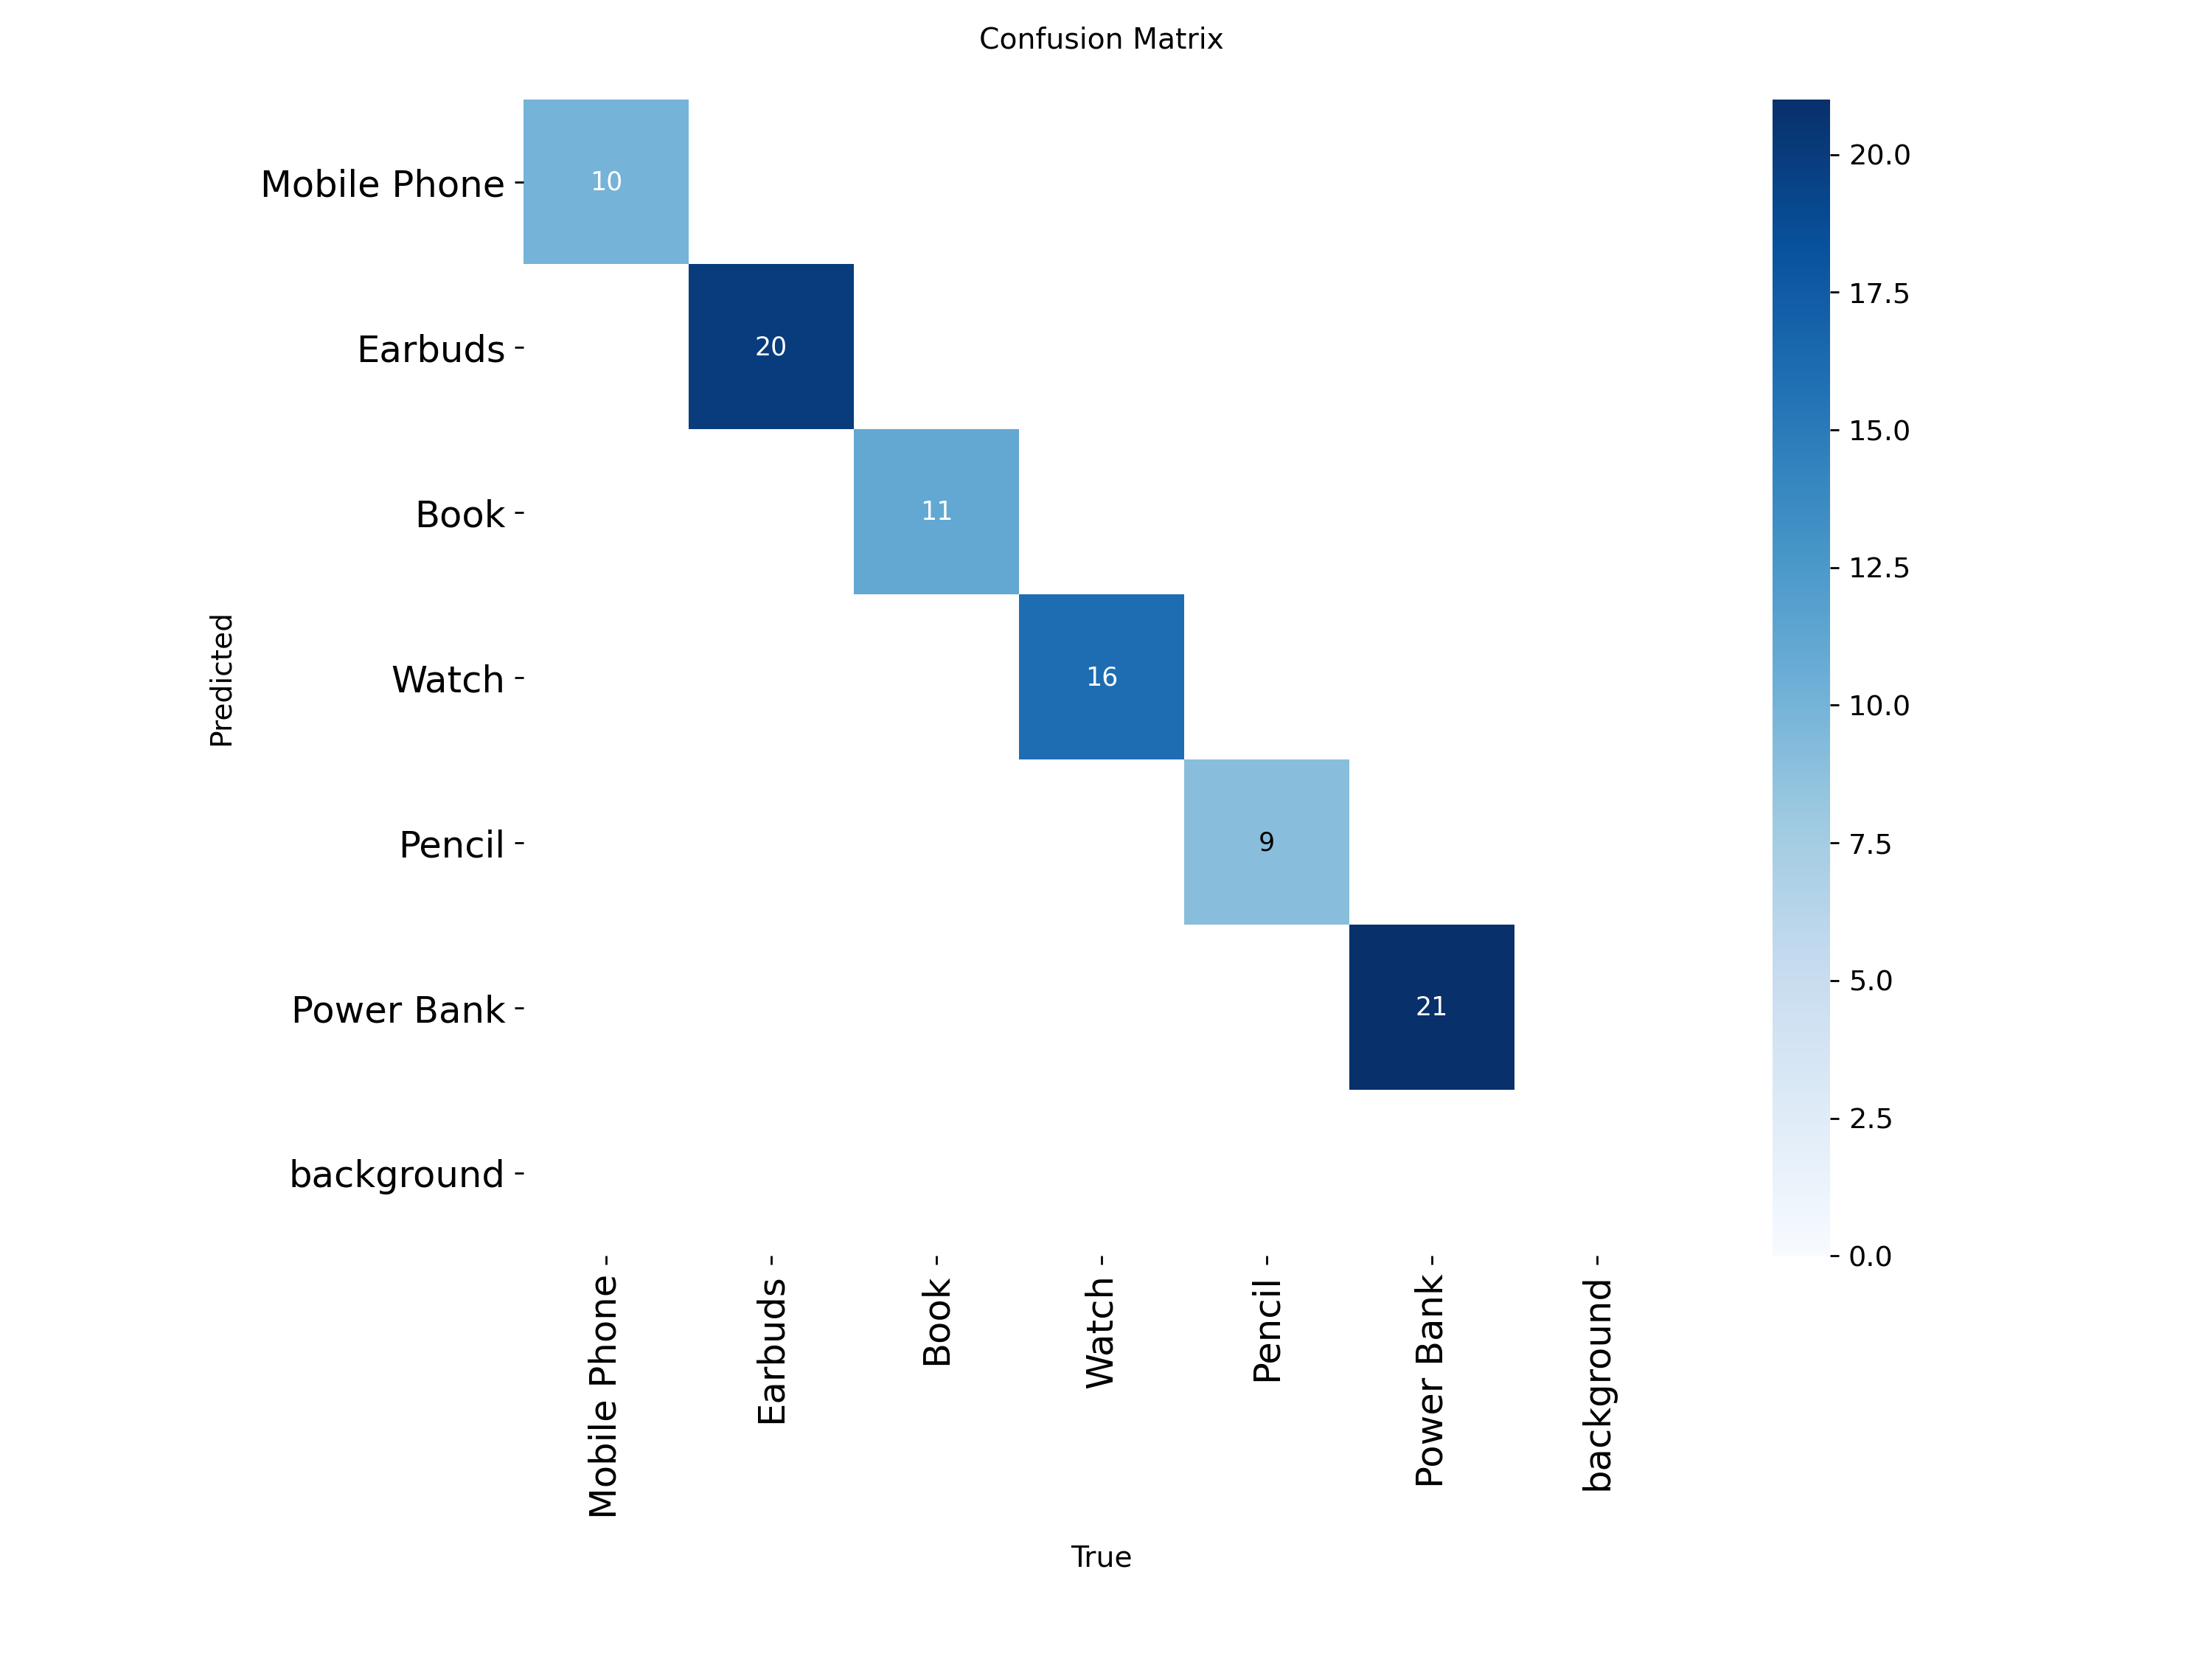 Confusion Matrix
Mobile Phone
10
Earbuds
20
Book
11
Watch
16
Pencil
9
Power Bank
21
background
Predicted
Mobile Phone
Earbuds
Book
Watch
Pencil
Power Bank
background
True
20.0
17.5
15.0
12.5
10.0
7.5
5.0
2.5
0.0